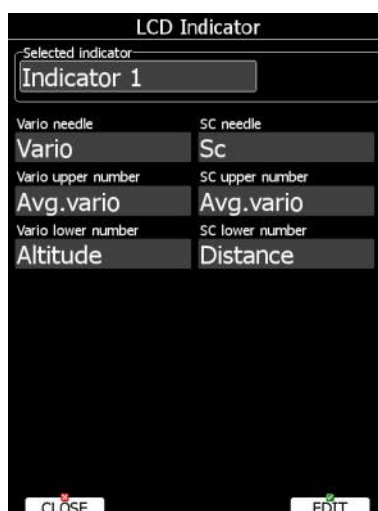 LCD Indicator
Selected indicator
Indicator 1
Vario needle SC needle
Vario Sc
Vario upper number SC upper number
Avg.vario Avg.vario
Vario lower number SC lower number
Altitude Distance
CLOSE EDIT